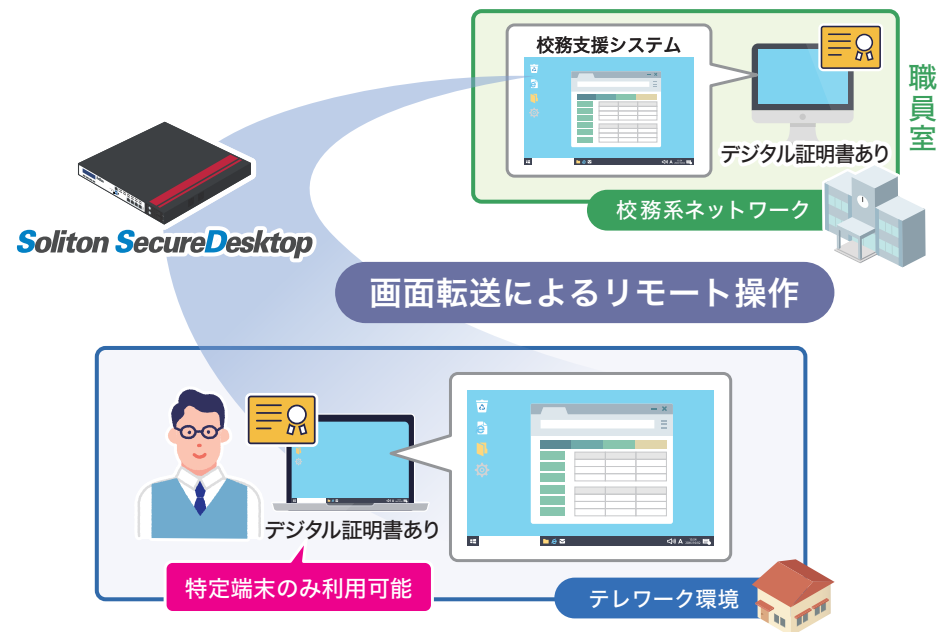 校務支援システム
デジタル証明書あり
職員室
校務系ネットワーク
Soliton SecureDesktop
画面転送によるリモート操作
デジタル証明書あり
特定端末のみ利用可能
テレワーク環境